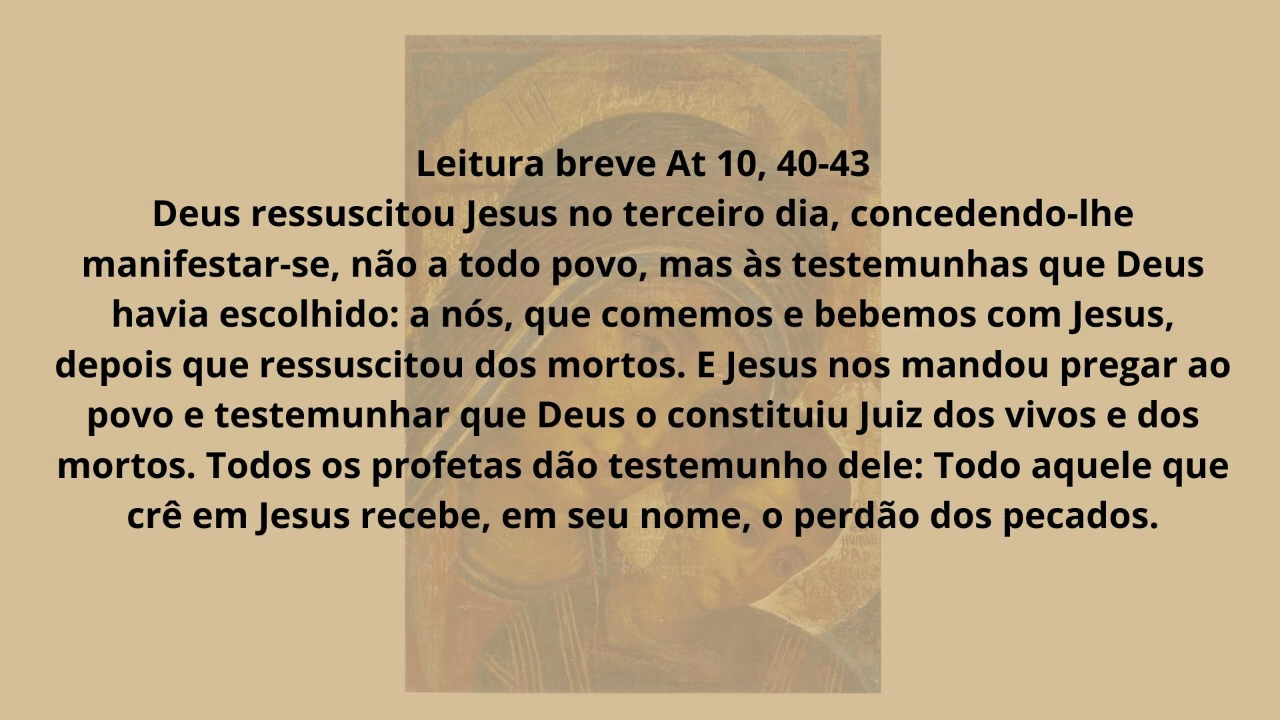 Leitura breve At 10, 40-43
Deus ressuscitou Jesus no terceiro dia, concedendo-lhe
manifestar-se, não a todo povo, mas às testemunhas que Deus
havia escolhido: a nós, que comemos e bebemos com Jesus,
depois que ressuscitou dos mortos. E Jesus nos mandou pregar ao
povo e testemunhar que Deus o constituiu Juiz dos vivos e dos
mortos. Todos os profetas dão testemunho dele: Todo aquele que
crê em Jesus recebe, em seu nome, o perdão dos pecados.